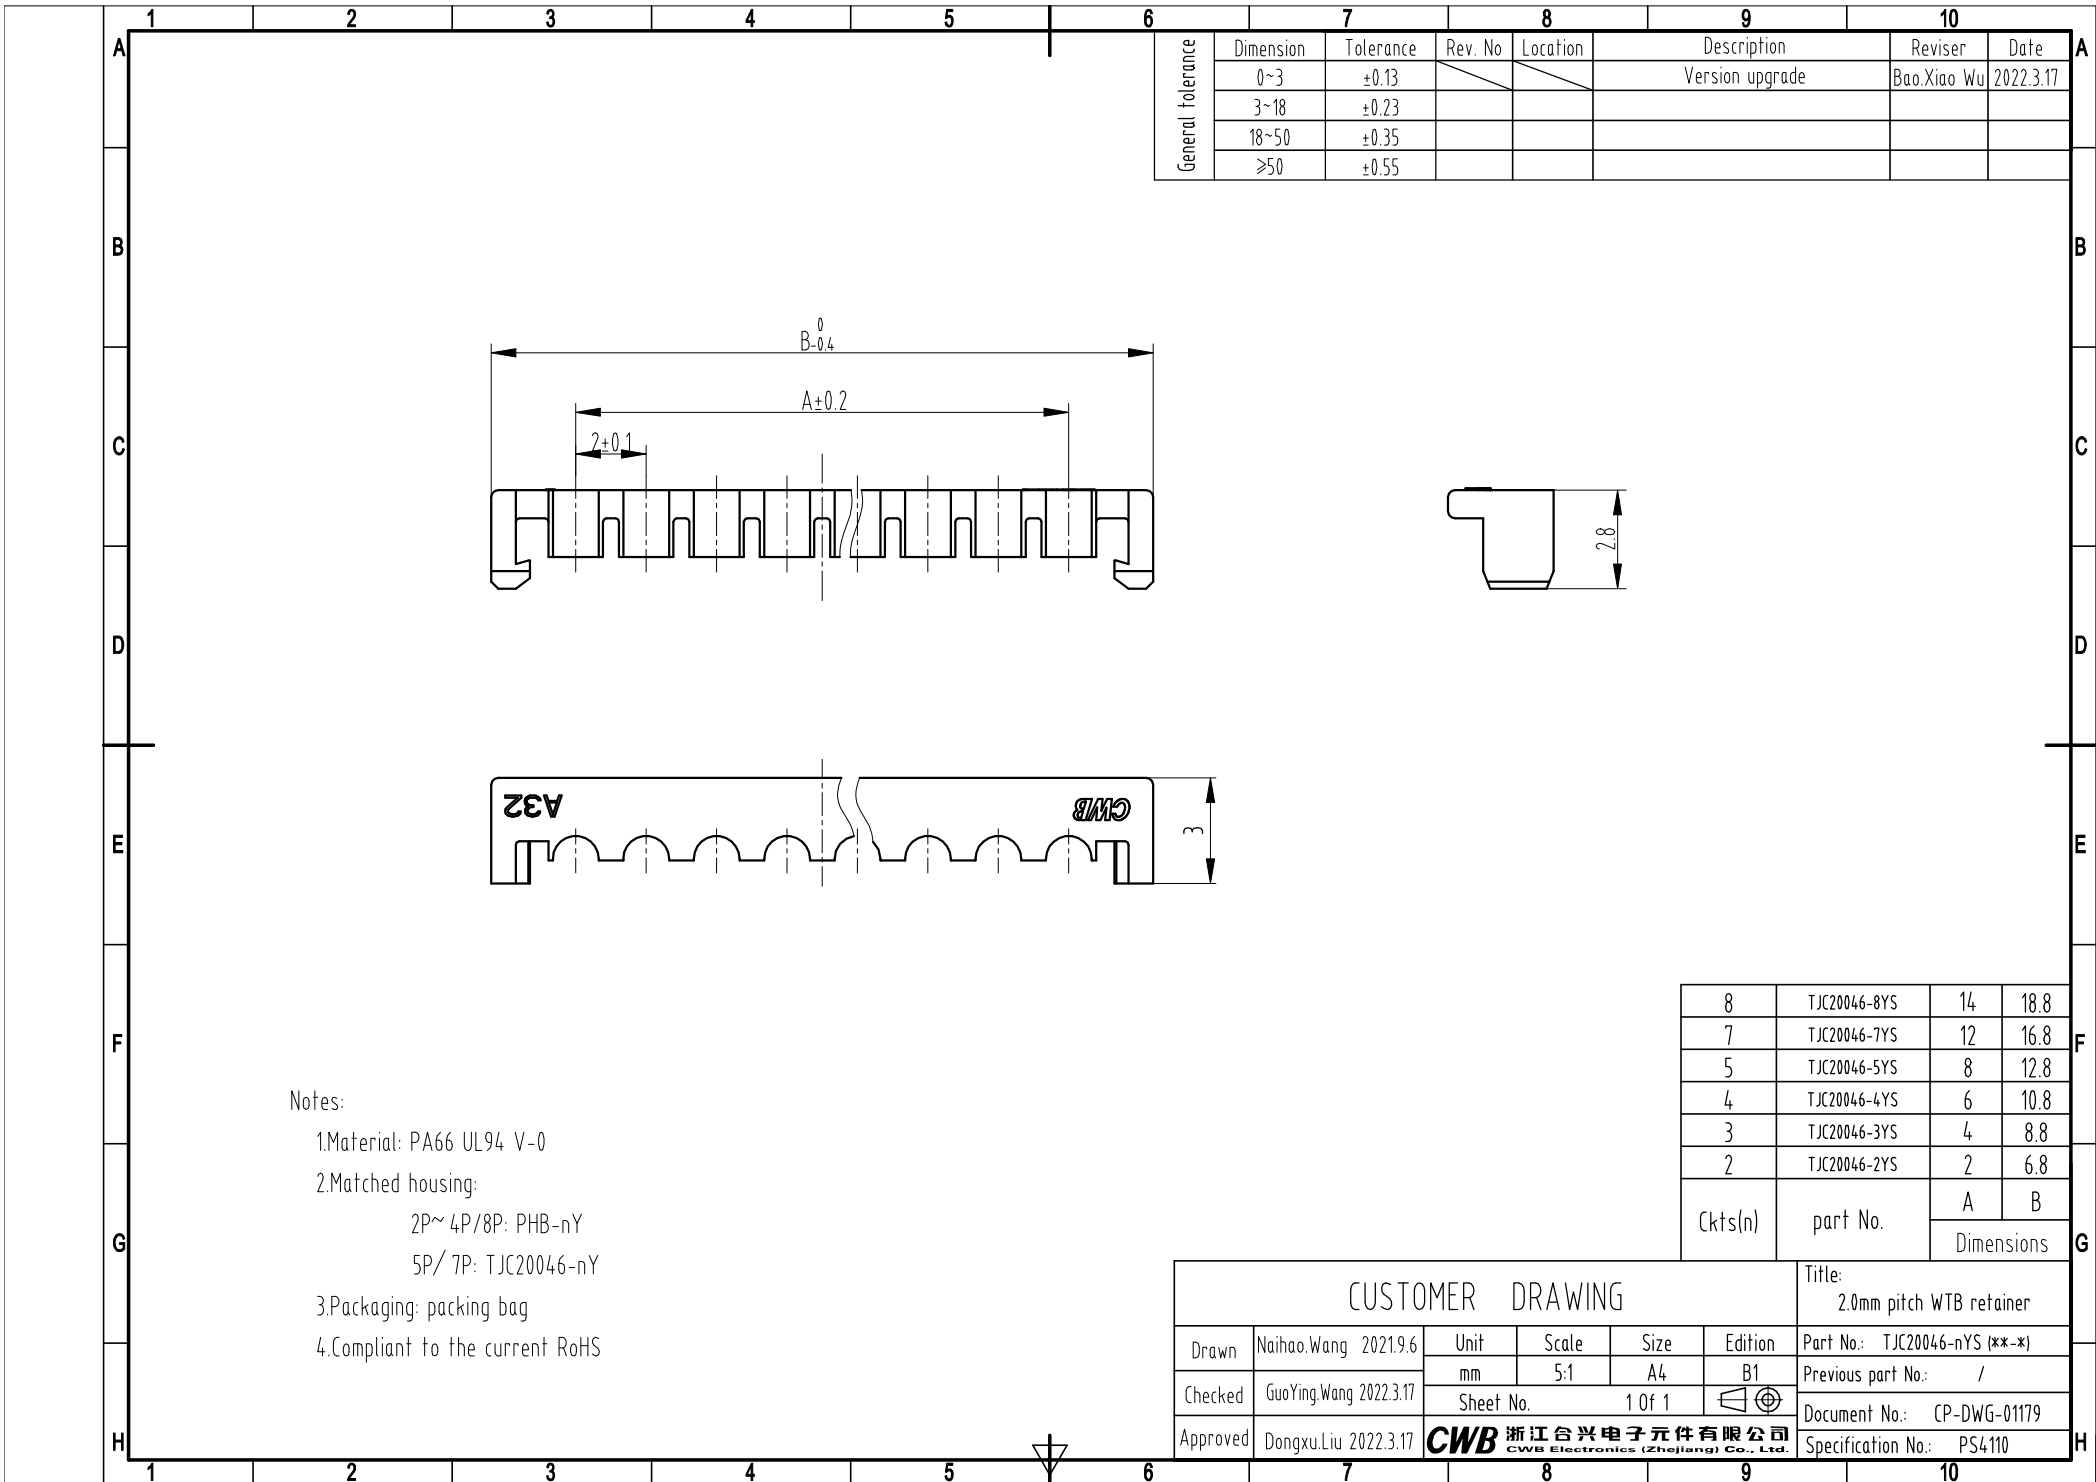 1 2 3 4 5 6 7 8 9 10
A A
General tolerance
Dimension Tolerance Rev. No Location Description Reviser Date
0~3 ±0.13 Version upgrade Bao.Xiao Wu 2022.3.17
3~18 ±0.23
18~50 ±0.35
≥50 ±0.55
B B
0
B-0.4
A±0.2
2±0.1
C C
2.8
D D
A32 CWB
3
E E
8 TJC20046-8YS 14 18.8
7 TJC20046-7YS 12 16.8
5 TJC20046-5YS 8 12.8
4 TJC20046-4YS 6 10.8
3 TJC20046-3YS 4 8.8
2 TJC20046-2YS 2 6.8
Ckts(n) part No. A B
Dimensions
F F
Notes:
1.Material: PA66 UL94 V-0
2.Matched housing:
2P~4P/8P: PHB-nY
5P/7P: TJC20046-nY
3.Packaging: packing bag
4.Compliant to the current RoHS
G G
CUSTOMER DRAWING
Title:
2.0mm pitch WTB retainer
Drawn Naihao.Wang 2021.9.6 Unit Scale Size Edition Part No.: TJC20046-nYS (**-*)
mm 5:1 A4 B1 Previous part No.: /
Checked GuoYing.Wang 2022.3.17 Sheet No. 1 Of 1 Document No.: CP-DWG-01179
Approved Dongxu.Liu 2022.3.17 CWB 浙江合兴电子元件有限公司
CWB Electronics (Zhejiang) Co., Ltd.
Specification No.: PS4110
H H
1 2 3 4 5 6 7 8 9 10